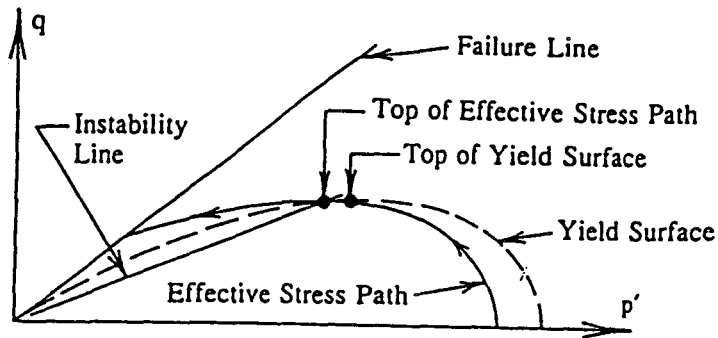 q
Failure Line
Top of Effective Stress Path
Instability
Line
Top of Yield Surface
Yield Surface
Effective Stress Path
p'